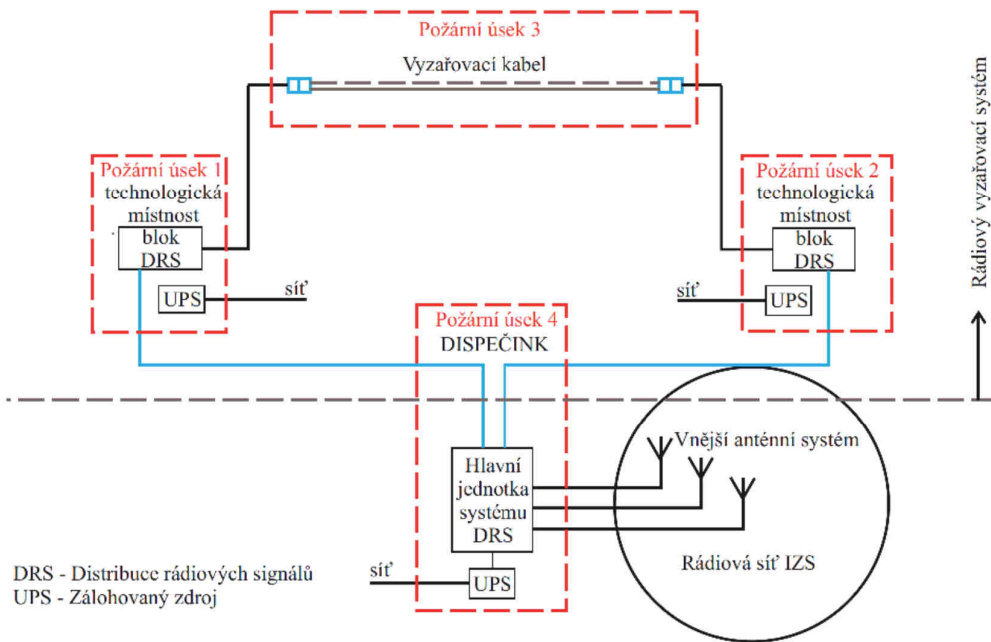 Požární úsek 3
Vyzařovací kabel
Požární úsek 1
technologická
místnost
blok
DRS
UPS
síť
Požární úsek 2
technologická
místnost
blok
DRS
síť
UPS
Rádiový vyzařovací systém
Požární úsek 4
DISPEČINK
Hlavní
jednotka
systému
DRS
síť
UPS
Vnější anténní systém
Rádiová síť IZS
DRS - Distribuce rádiových signálů
UPS - Zálohovaný zdroj